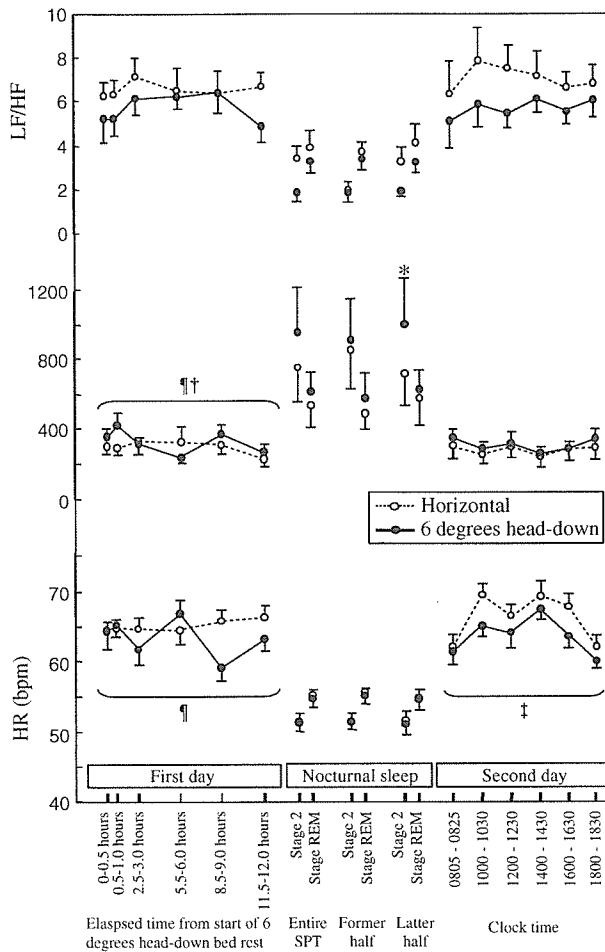 10
8
6
4
2
0
LF/HF
*
1200
800
400
0
¶†
Horizontal
6 degrees head-down
70
65
60
55
50
40
HR (bpm)
¶
‡
First day
Nocturnal sleep
Second day
0-0.5 hours
0.5-1.0 hours
2.5-3.0 hours
5.5-6.0 hours
8.5-9.0 hours
11.5-12.0 hours
Stage 2
Stage REM
Stage 2
Stage REM
Stage 2
Stage REM
0805 - 0825
1000 - 1030
1200 - 1230
1400 - 1430
1600 - 1630
1800 - 1830
Elaspsed time from start of 6
degrees head-down bed rest
Entire
SPT
Former
half
Latter
half
Clock time